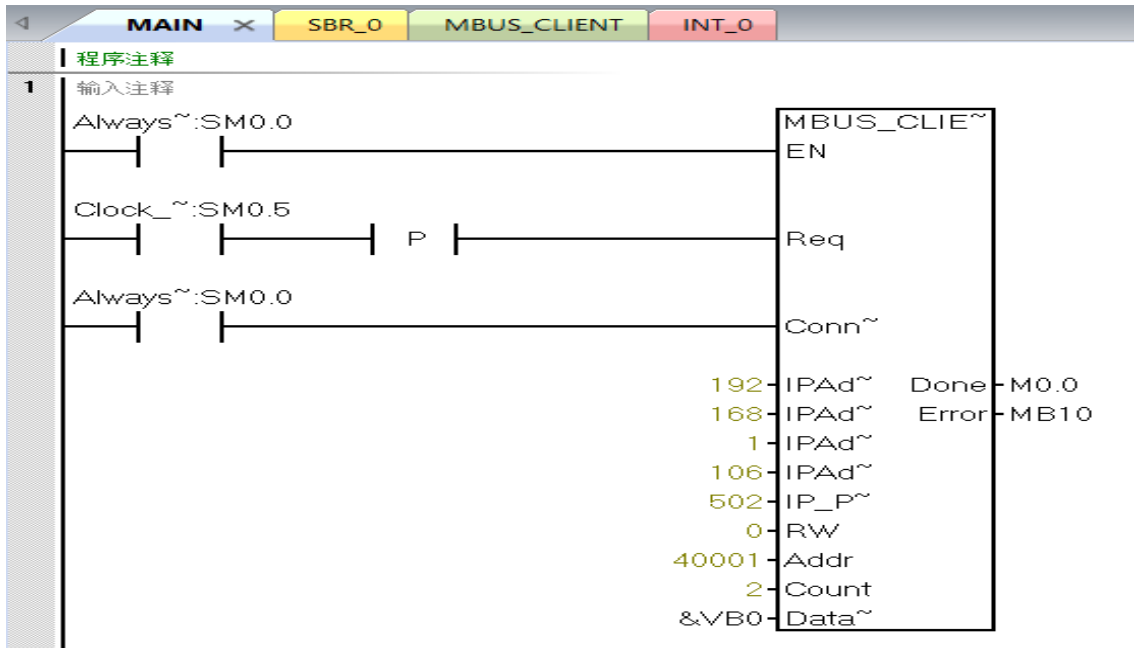 MAIN SBR_0 MBUS_CLIENT INT_0
程序注释
1 输入注释
Always~:SM0.0 MBUS_CLIE~
EN
Clock_~:SM0.5
P Req
Always~:SM0.0
Conn~
192 IPAd~ Done M0.0
168 IPAd~ Error MB10
1 IPAd~
106 IPAd~
502 IP_P~
0 RW
40001 Addr
2 Count
&VB0 Data~